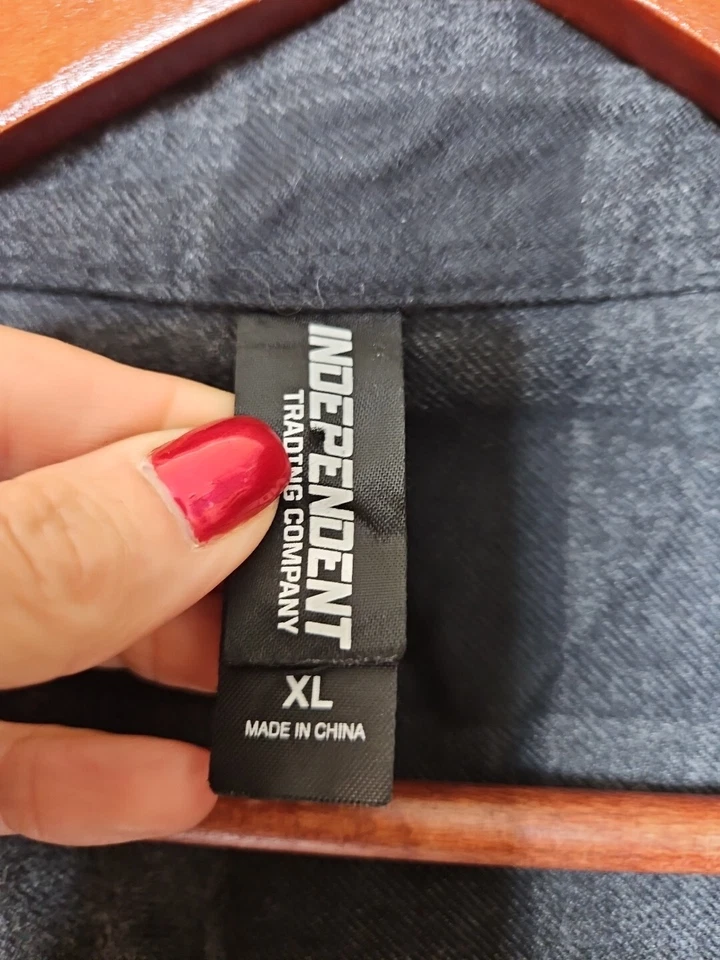 INDEPENDENT
TRADING COMPANY
XL
MADE IN CHINA